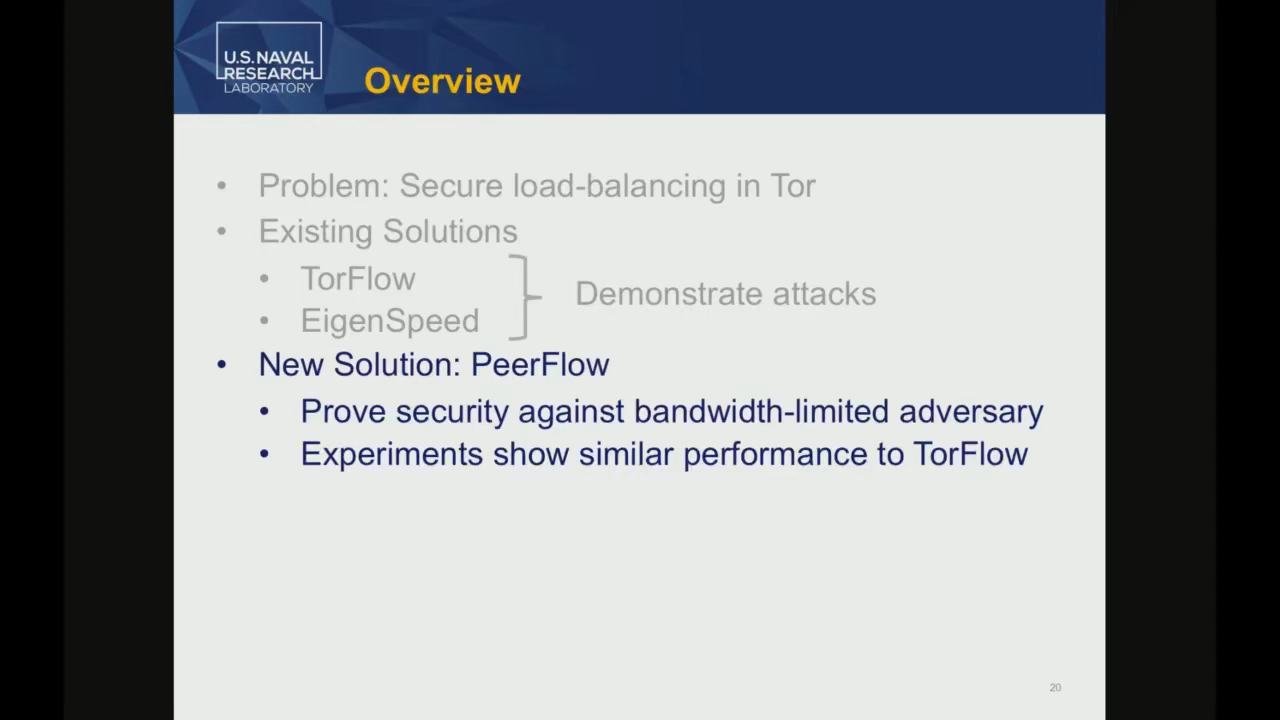 U.S. NAVAL
RESEARCH
LABORATORY
Overview
• Problem: Secure load-balancing in Tor
• Existing Solutions
• TorFlow
• EigenSpeed
Demonstrate attacks
• New Solution: PeerFlow
• Prove security against bandwidth-limited adversary
• Experiments show similar performance to TorFlow
20